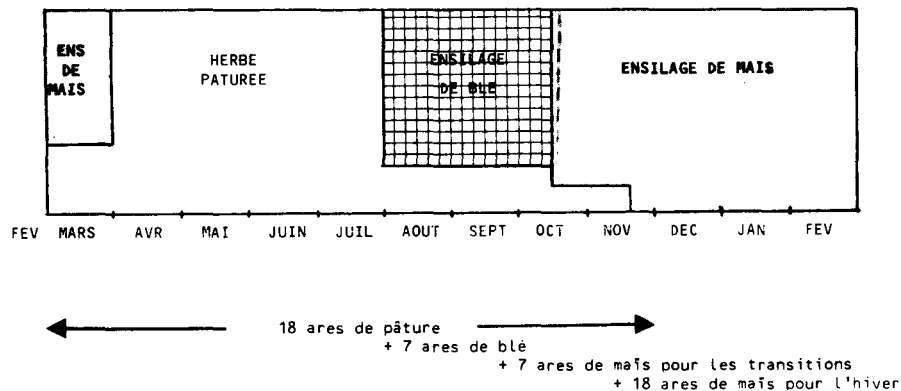 ENS
DE
MAIS
HERBE
PATUREE
ENSILAGE
DE BLE
ENSILAGE DE MAIS
FEV MARS AVR MAI JUIN JUIL AOUT SEPT OCT NOV DEC JAN FEV
18 ares de pâture
+ 7 ares de blé
+ 7 ares de maïs pour les transitions
+ 18 ares de maïs pour l'hiver